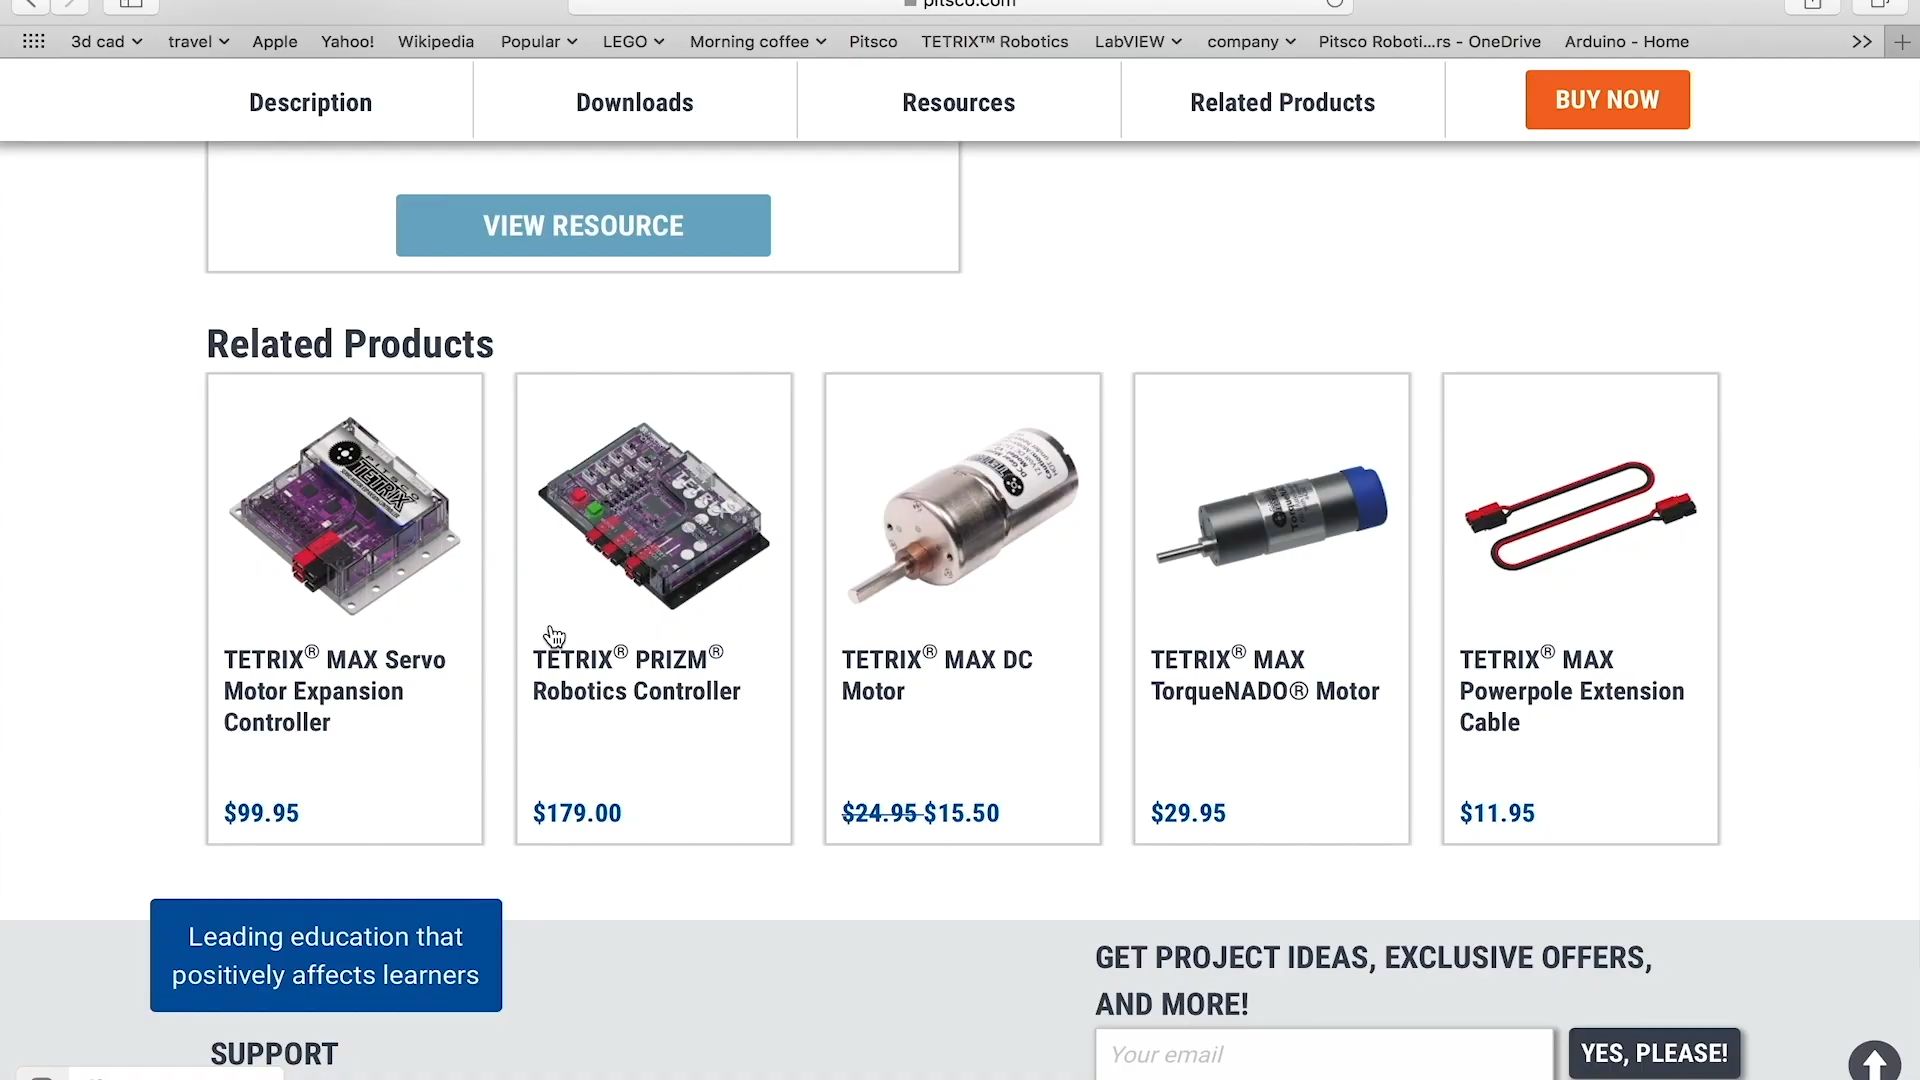 pitsco.com
3d cad travel Apple Yahoo! Wikipedia Popular LEGO Morning coffee Pitsco TETRIX™ Robotics LabVIEW company Pitsco Roboti...rs - OneDrive Arduino - Home
Description Downloads Resources Related Products BUY NOW
VIEW RESOURCE
Related Products
TETRIX® MAX Servo
Motor Expansion
Controller
$99.95
TETRIX® PRIZM®
Robotics Controller
$179.00
TETRIX® MAX DC
Motor
$24.95 $15.50
TETRIX® MAX
TorqueNADO® Motor
$29.95
TETRIX® MAX
Powerpole Extension
Cable
$11.95
Leading education that
positively affects learners
SUPPORT
GET PROJECT IDEAS, EXCLUSIVE OFFERS,
AND MORE!
Your email
YES, PLEASE!